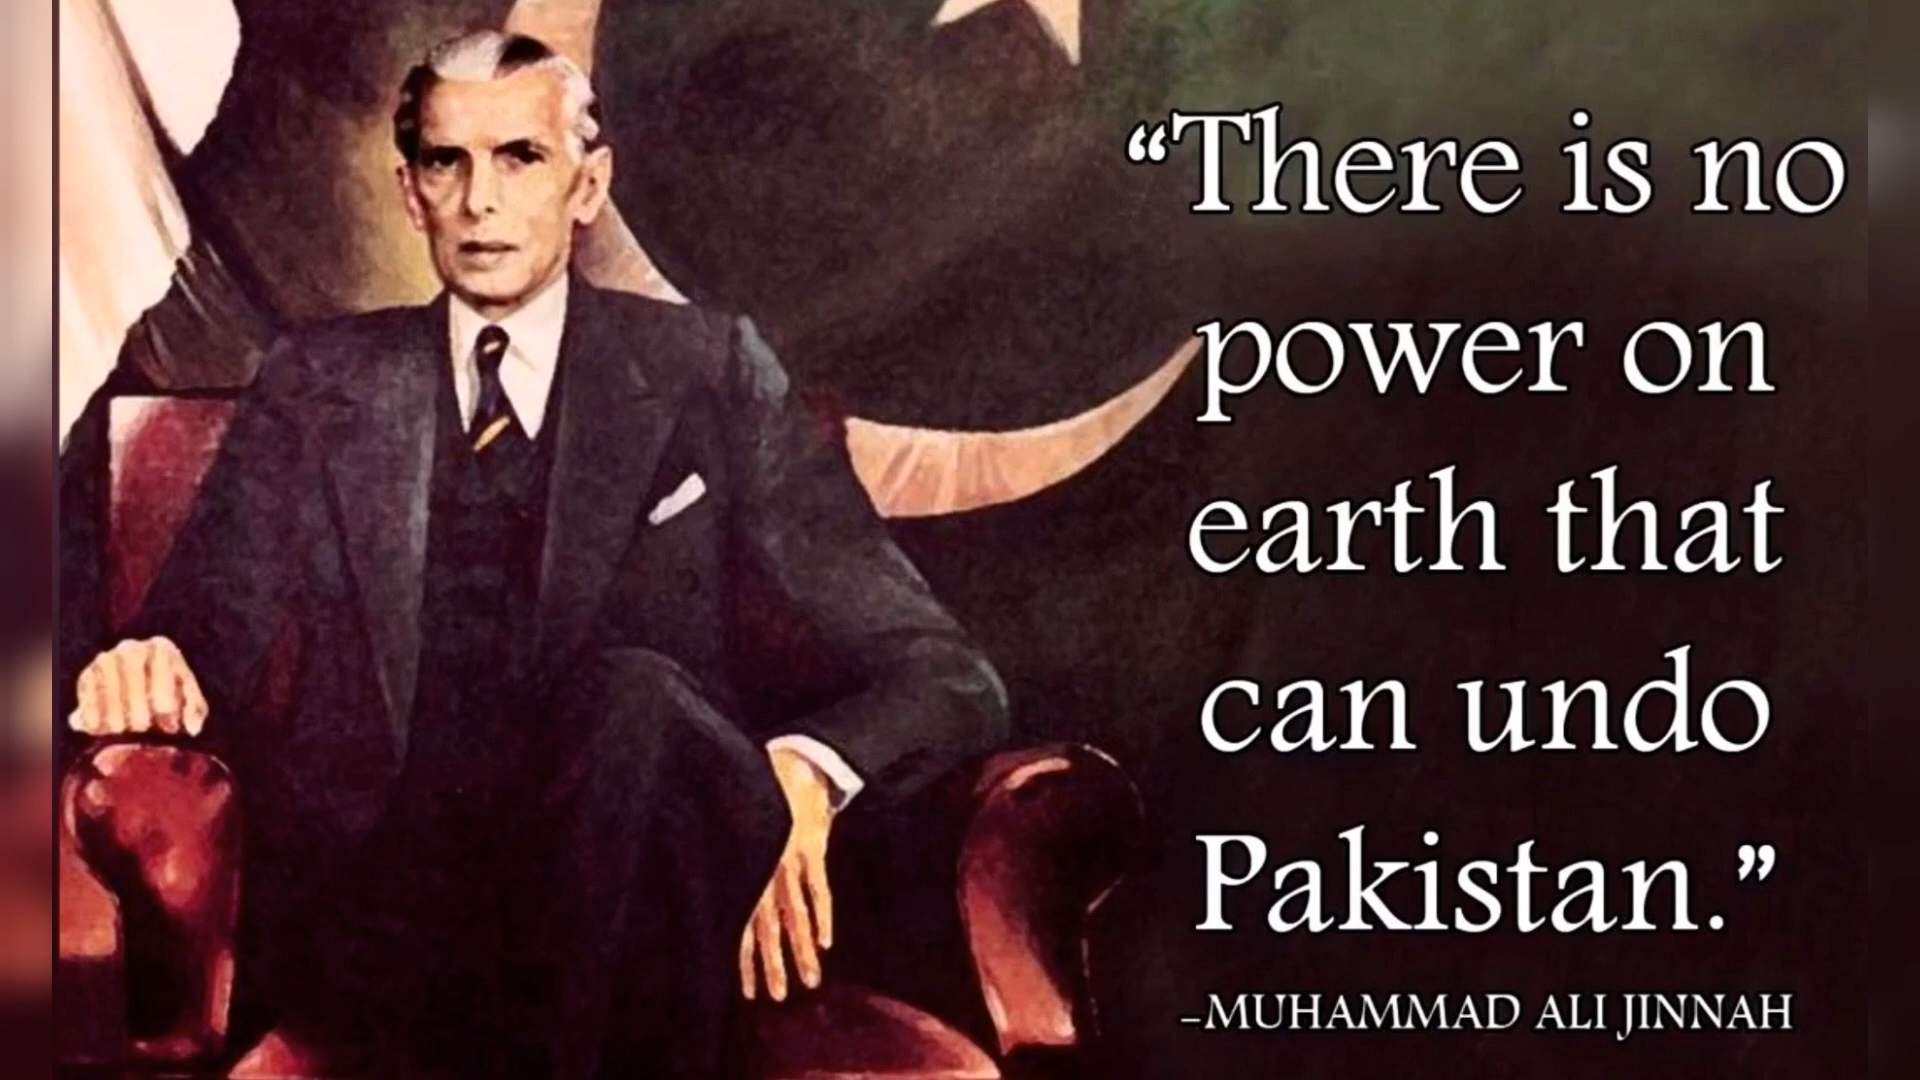 “There is no
power on
earth that
can undo
Pakistan.”
-MUHAMMAD ALI JINNAH